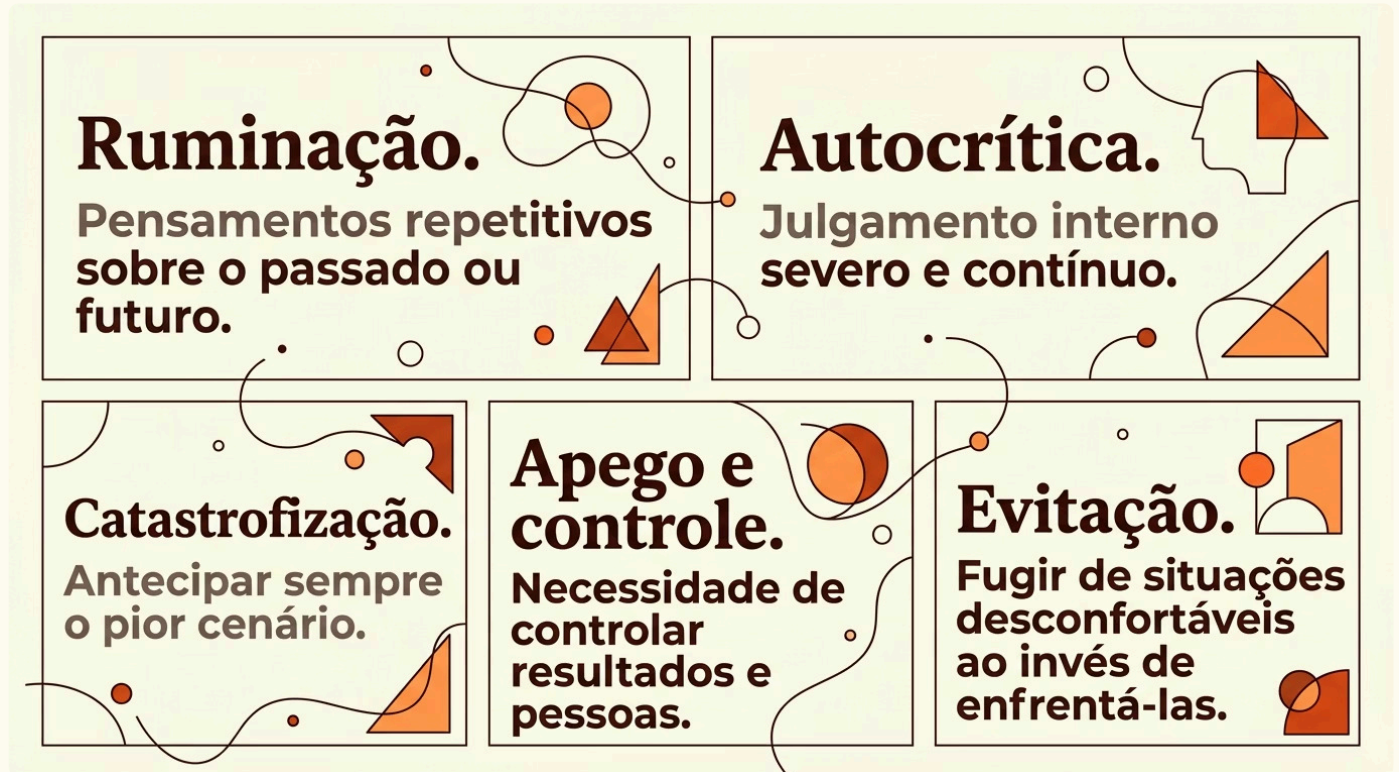 Ruminação.
Pensamentos repetitivos
sobre o passado ou
futuro.
Autocrítica.
Julgamento interno
severo e contínuo.
Catastrofização.
Antecipar sempre
o pior cenário.
Apego e
controle.
Necessidade de
controlar
resultados e
pessoas.
Evitação.
Fugir de situações
desconfortáveis
ao invés de
enfrentá-las.